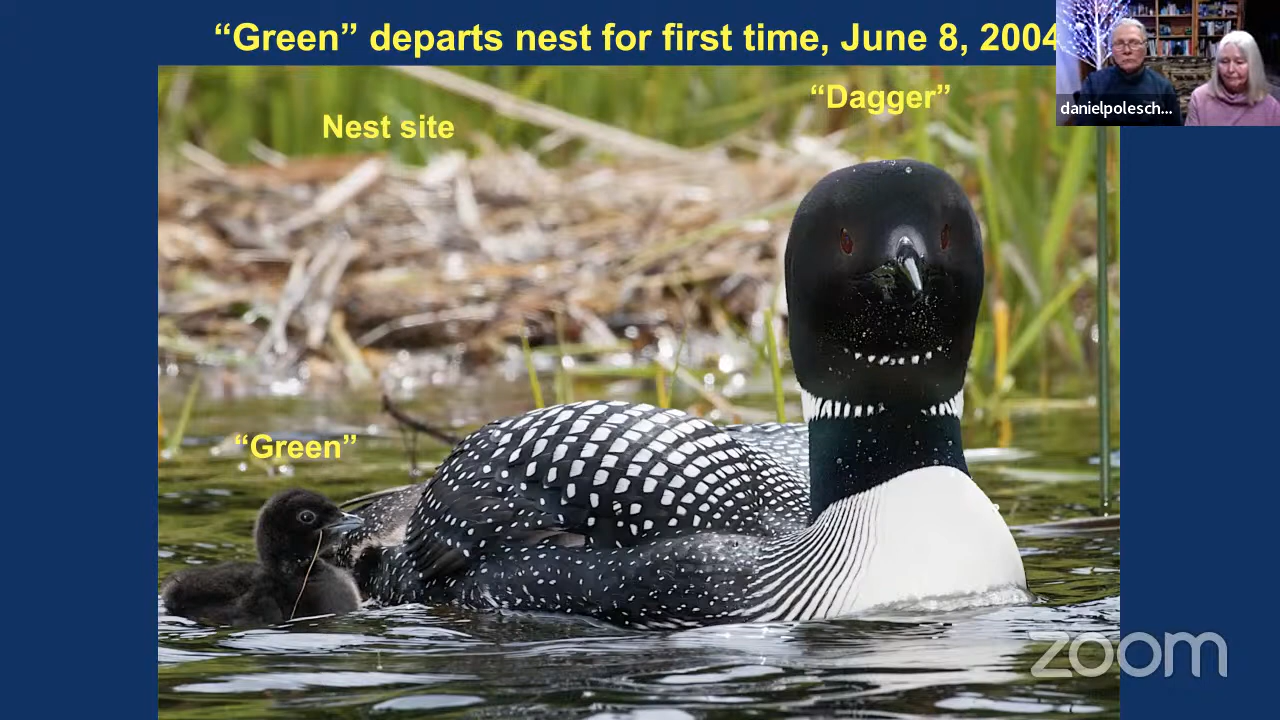 “Green” departs nest for first time, June 8, 2004
danielpolesch...
“Dagger”
Nest site
“Green”
zoom